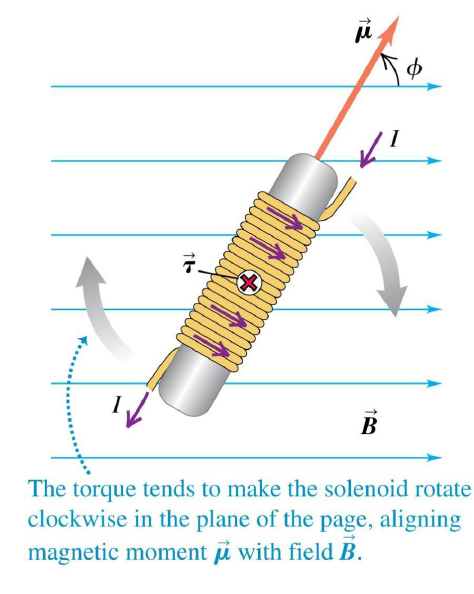 μ⃗
ϕ
I
τ⃗
I
B⃗
The torque tends to make the solenoid rotate
clockwise in the plane of the page, aligning
magnetic moment μ⃗ with field B⃗.